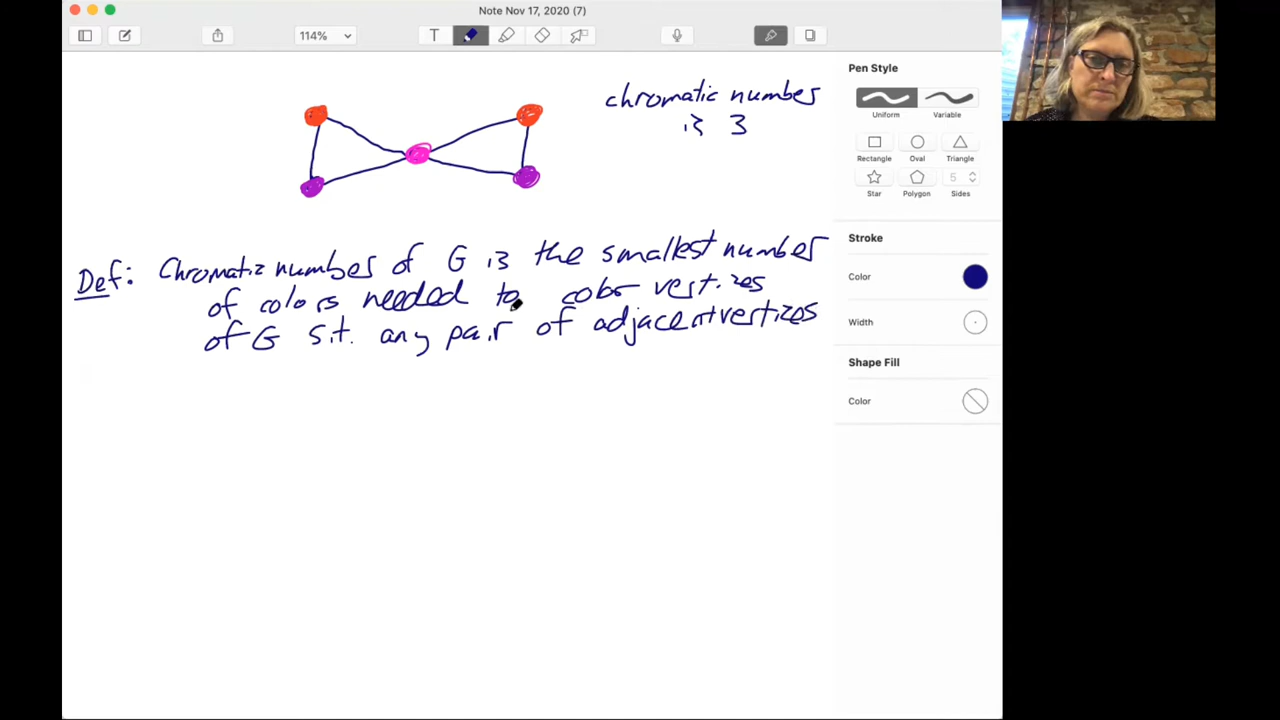 Note Nov 17, 2020 (7)
114%
T
Pen Style
Uniform
Variable
Rectangle
Oval
Triangle
Star
Polygon
5
Sides
Stroke
Color
Width
Shape Fill
Color
chromatic number
is 3
Def: Chromatic number of G is the smallest number
of colors needed to color vertizes
of G s.t. any pair of adjacent vertizes